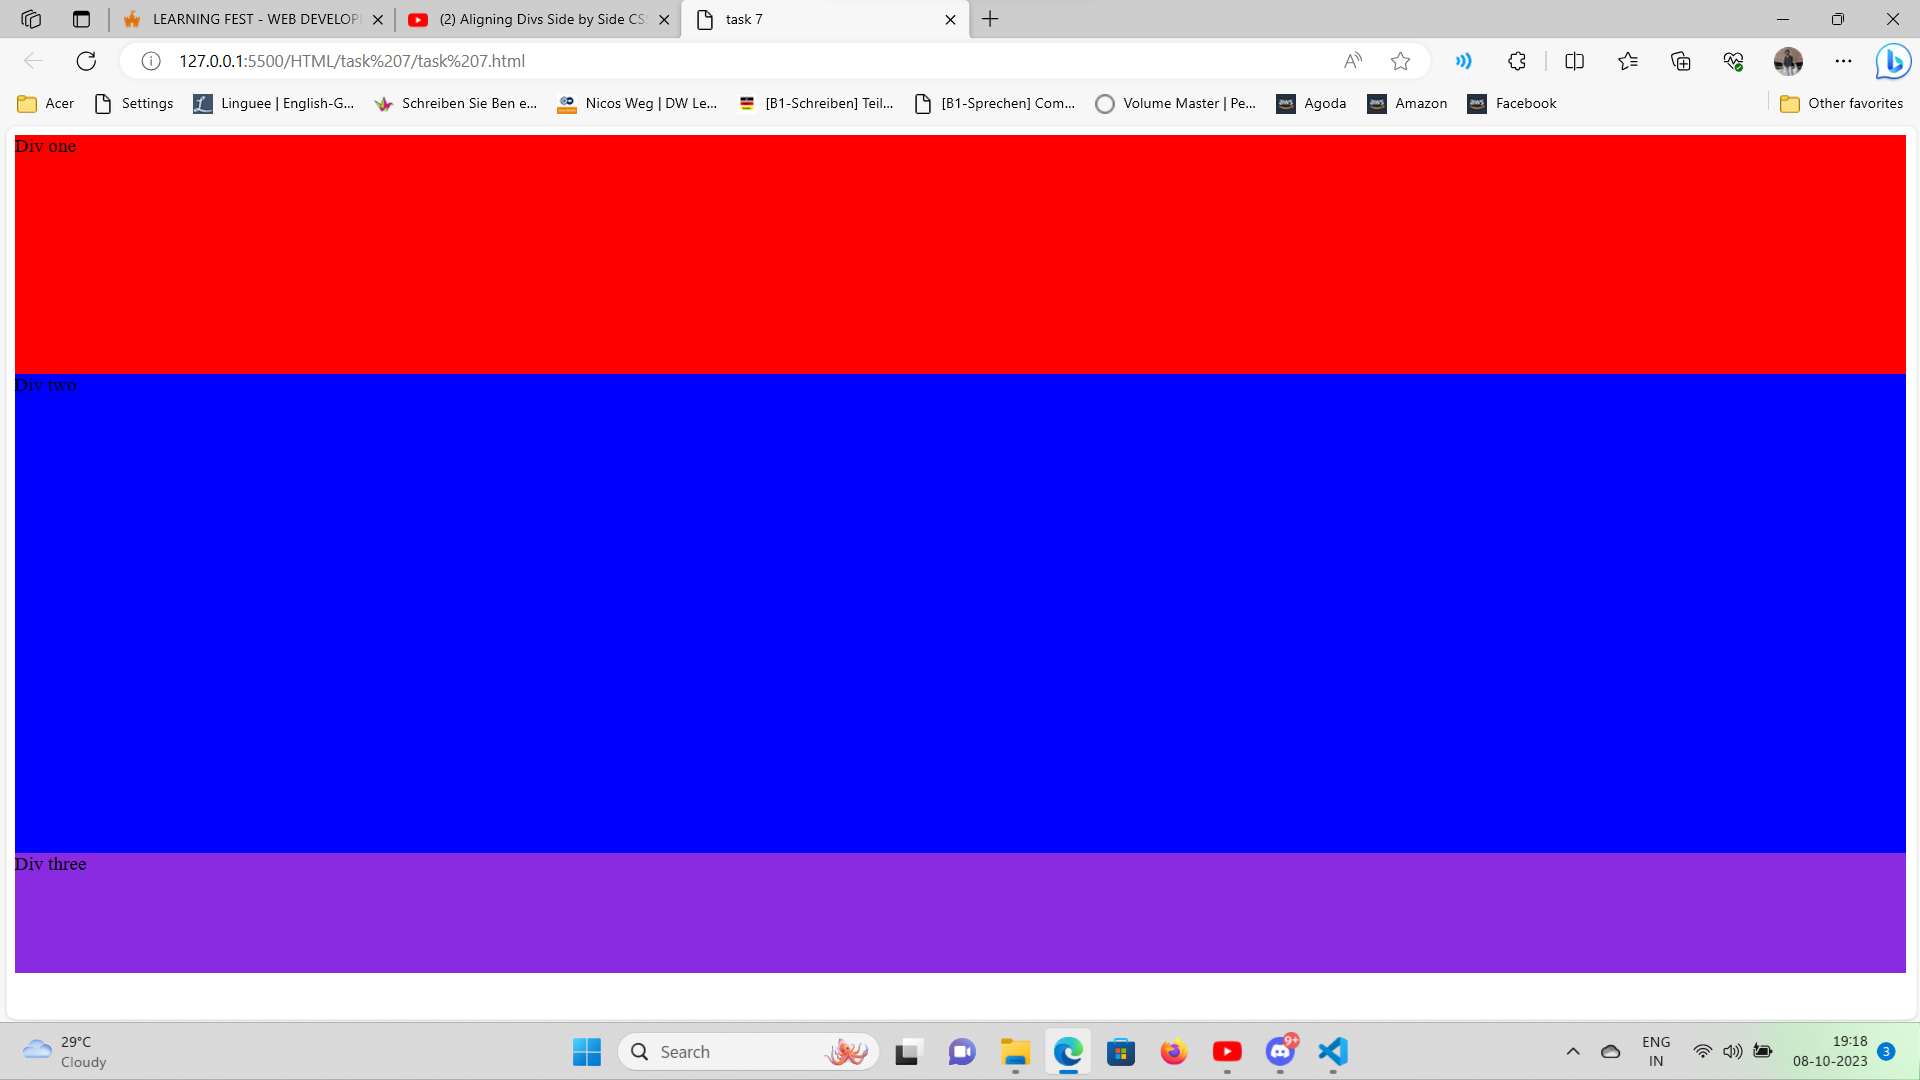 LEARNING FEST - WEB DEVELOP
(2) Aligning Divs Side by Side CS
task 7
127.0.0.1:5500/HTML/task%207/task%207.html
Acer
Settings
Linguee | English-G...
Schreiben Sie Ben e...
Nicos Weg | DW Le...
[B1-Schreiben] Teil...
[B1-Sprechen] Com...
Volume Master | Pe...
aws
Agoda
aws
Amazon
aws
Facebook
Other favorites
Div one
Div two
Div three
29°C
Cloudy
Search
9+
ENG
IN
19:18
08-10-2023
3